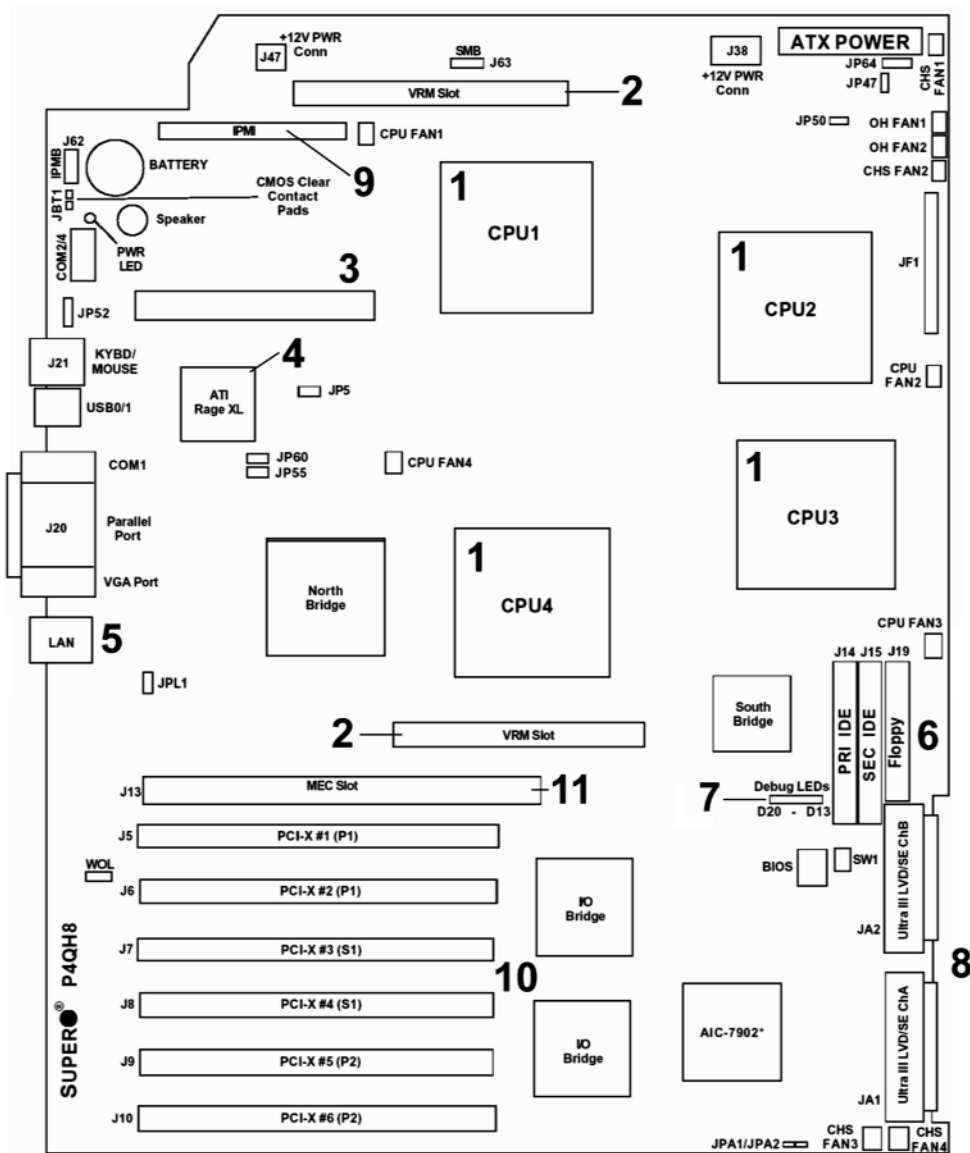 +12V PWR
Conn
J47
SMB
J63
J38
+12V PWR
Conn
ATX POWER
JP64
JP47
CHS
FAN1
VRM Slot
2
IPMI
CPU FAN1
JP50
OH FAN1
OH FAN2
CHS FAN2
J62
IPMB
BATTERY
9
CMOS Clear
Contact
Pads
JBT1
Speaker
PWR
LED
COM2/4
1
CPU1
1
CPU2
JF1
3
JP52
J21
KYBD/
MOUSE
USB0/1
4
ATI
Rage XL
JP5
CPU
FAN2
COM1
JP60
JP55
CPU FAN4
1
CPU3
J20
Parallel
Port
VGA Port
North
Bridge
1
CPU4
LAN
5
CPU FAN3
J14
J15
J19
JPL1
South
Bridge
PRI IDE
SEC IDE
Floppy
6
2
VRM Slot
J13
MEC Slot
11
7
Debug LEDs
D20 - D13
J5
PCI-X #1 (P1)
WOL
BIOS
SW1
Ultra III LVD/SE ChB
JA2
J6
PCI-X #2 (P1)
I/O
Bridge
J7
PCI-X #3 (S1)
10
8
J8
PCI-X #4 (S1)
SUPER® P4QH8
J9
PCI-X #5 (P2)
I/O
Bridge
AIC-7902*
Ultra III LVD/SE ChA
JA1
J10
PCI-X #6 (P2)
JPA1/JPA2
CHS
FAN3
CHS
FAN4